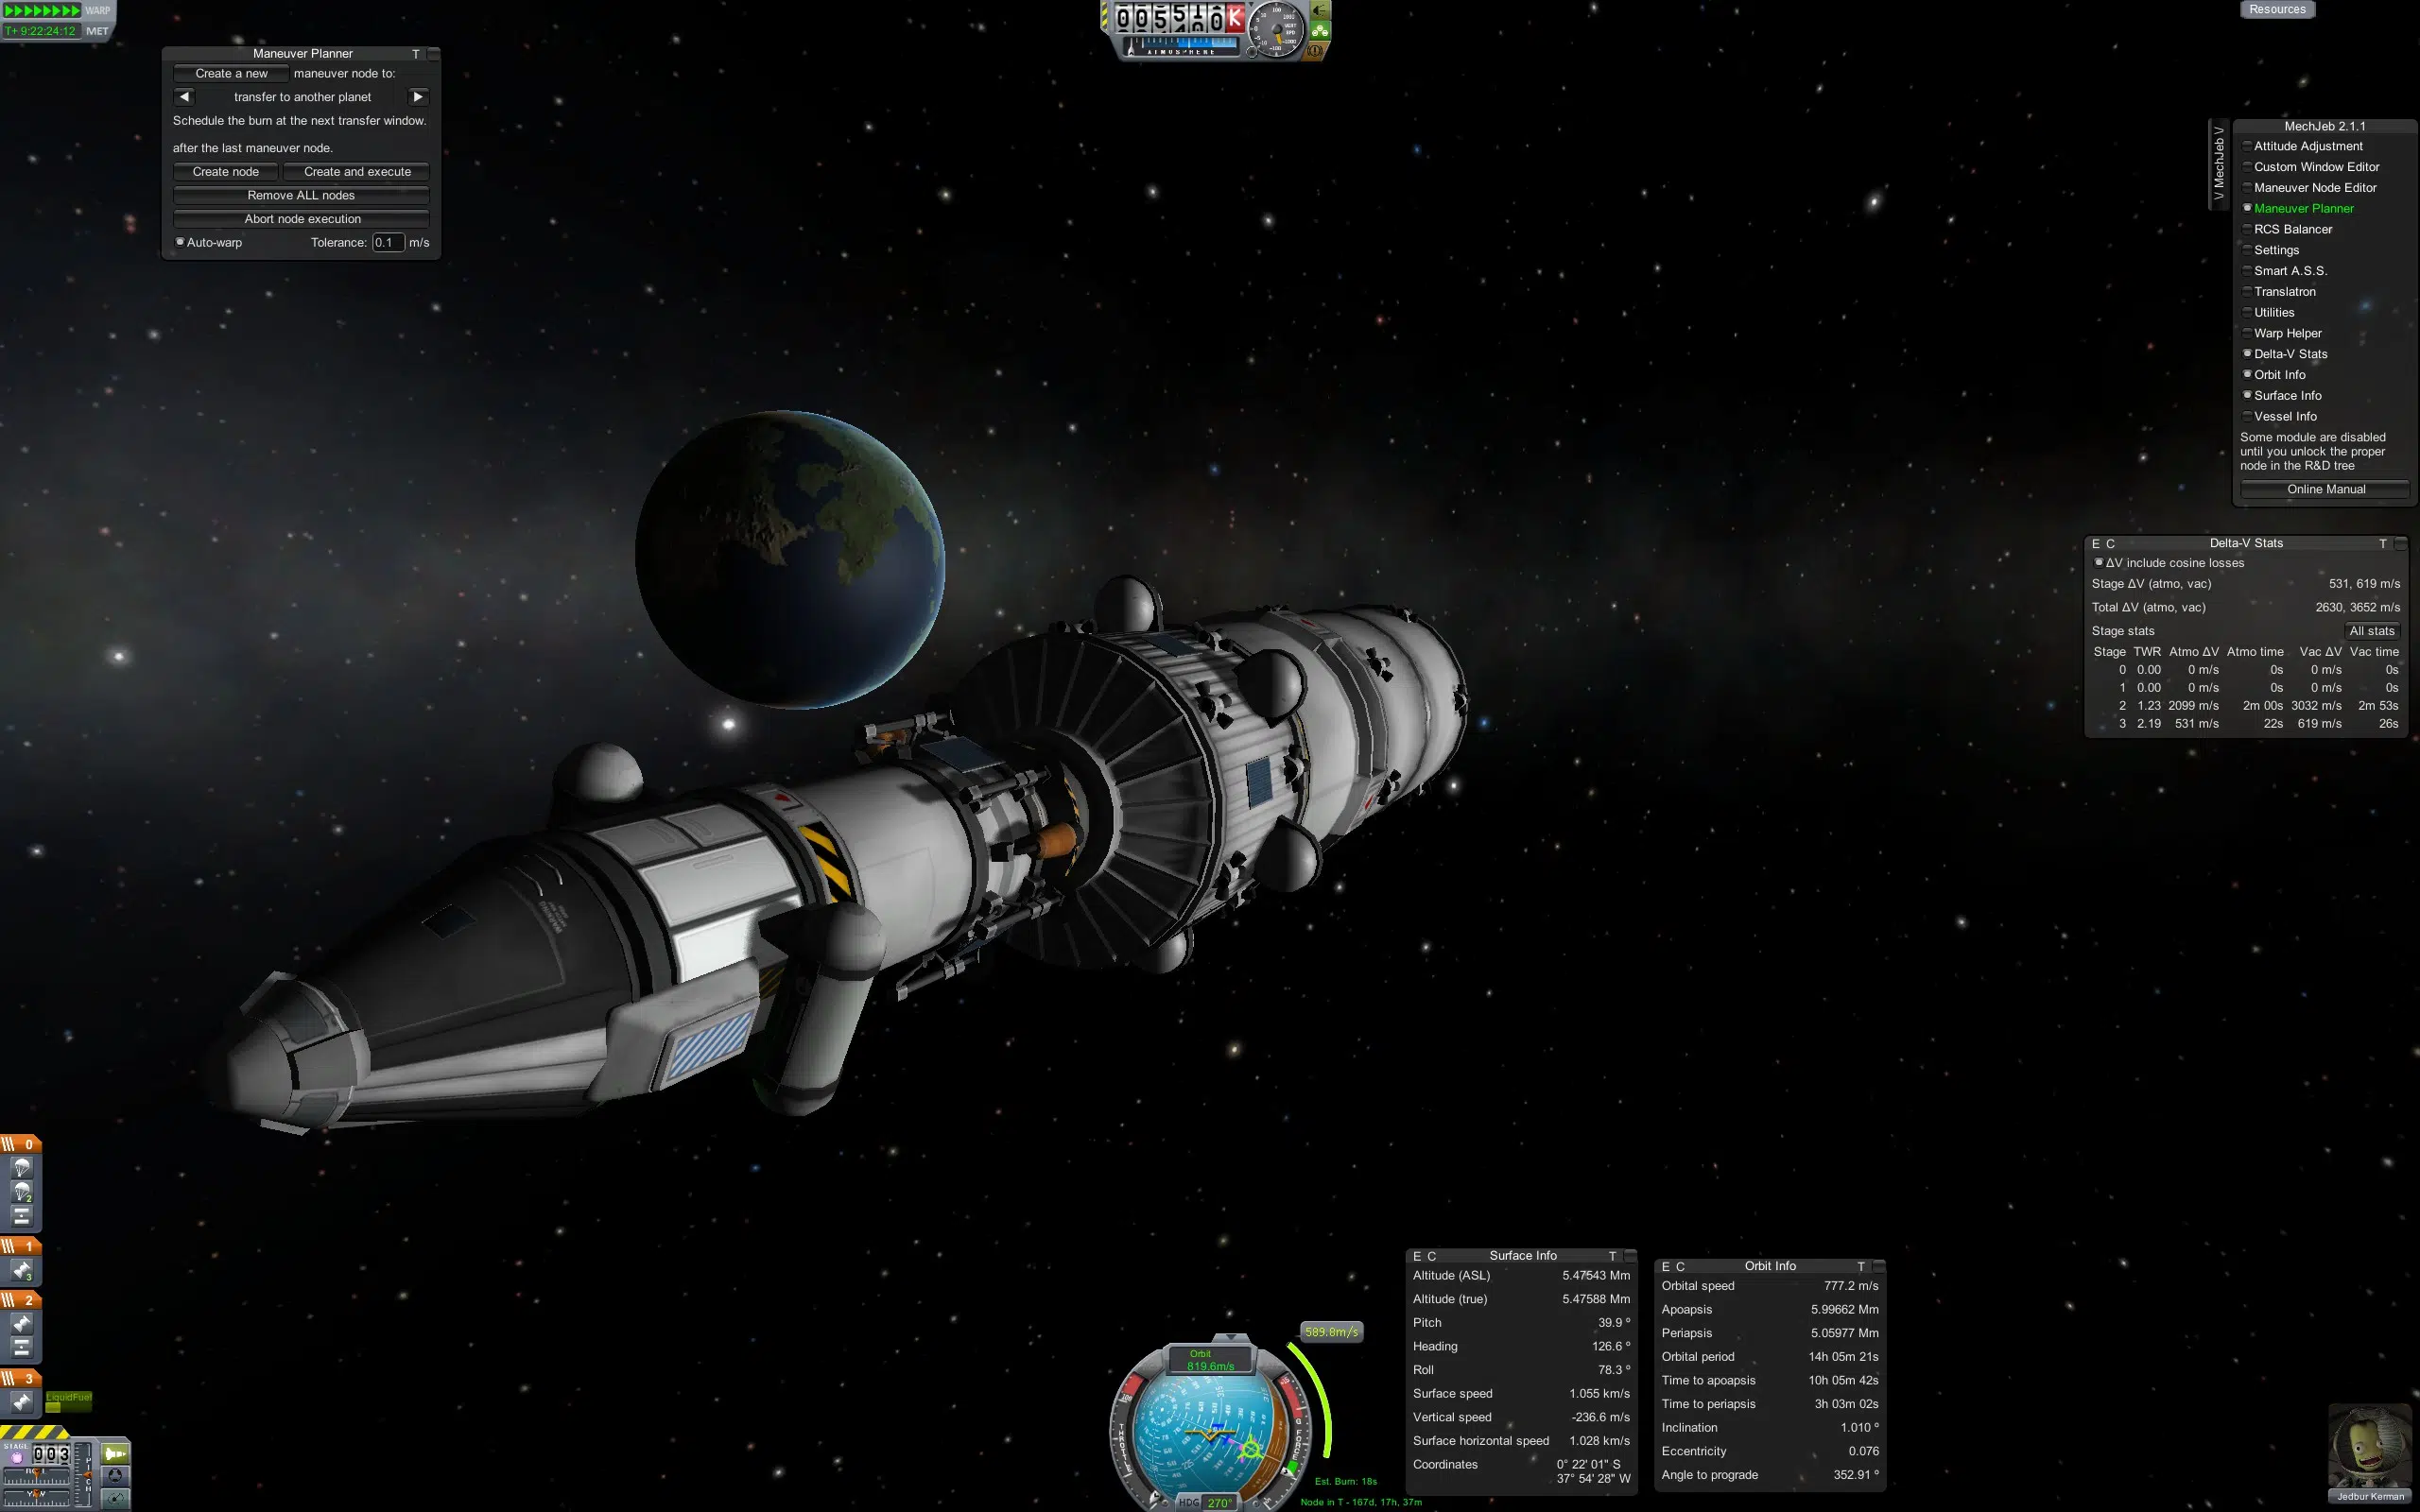 WARP
T+ 9:22:24:12 MET
Maneuver Planner T
Create a new maneuver node to:
transfer to another planet
Schedule the burn at the next transfer window.
after the last maneuver node.
Create node Create and execute
Remove ALL nodes
Abort node execution
Auto-warp Tolerance: 0.1 m/s
ATMOSPHERE
Resources
V MechJeb V
MechJeb 2.1.1
Attitude Adjustment
Custom Window Editor
Maneuver Node Editor
Maneuver Planner
RCS Balancer
Settings
Smart A.S.S.
Translatron
Utilities
Warp Helper
Delta-V Stats
Orbit Info
Surface Info
Vessel Info
Some module are disabled
until you unlock the proper
node in the R&D tree
Online Manual
E C Delta-V Stats T
ΔV include cosine losses
Stage ΔV (atmo, vac) 531, 619 m/s
Total ΔV (atmo, vac) 2630, 3652 m/s
Stage stats All stats
Stage TWR Atmo ΔV Atmo time Vac ΔV Vac time
0 0.00 0 m/s 0s 0 m/s 0s
1 0.00 0 m/s 0s 0 m/s 0s
2 1.23 2099 m/s 2m 00s 3032 m/s 2m 53s
3 2.19 531 m/s 22s 619 m/s 26s
0
2
1
3
2
3
LiquidFuel
STAGE
003
PITCH
YAW
589.8m/s
Orbit
819.6m/s
HDG 270°
Est. Burn: 18s
Node in T - 167d, 17h, 37m
E C Surface Info T
Altitude (ASL) 5.47543 Mm
Altitude (true) 5.47588 Mm
Pitch 39.9 º
Heading 126.6 º
Roll 78.3 º
Surface speed 1.055 km/s
Vertical speed -236.6 m/s
Surface horizontal speed 1.028 km/s
Coordinates 0° 22' 01" S
37° 54' 28" W
E C Orbit Info T
Orbital speed 777.2 m/s
Apoapsis 5.99662 Mm
Periapsis 5.05977 Mm
Orbital period 14h 05m 21s
Time to apoapsis 10h 05m 42s
Time to periapsis 3h 03m 02s
Inclination 1.010 º
Eccentricity 0.076
Angle to prograde 352.91 º
Jedbur Kerman